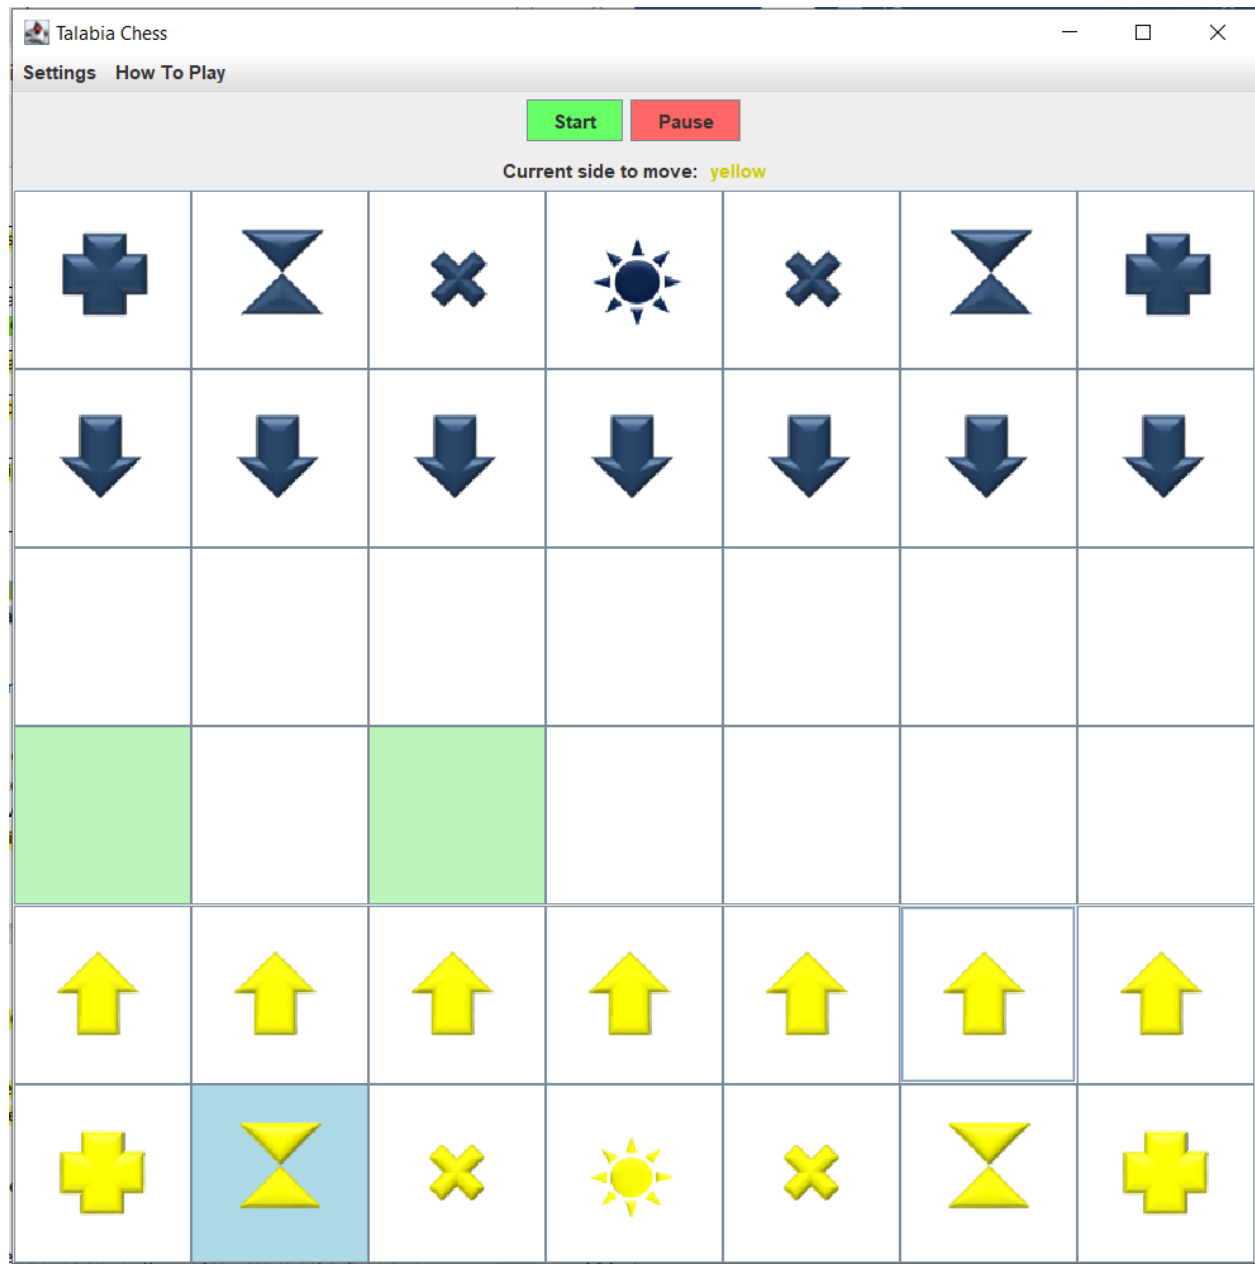 Talabia Chess
Settings How To Play
Start Pause
Current side to move: yellow